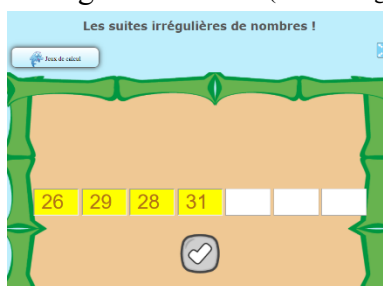 Les suites irrégulières de nombres !
Jeux de calcul
26 29 28 31